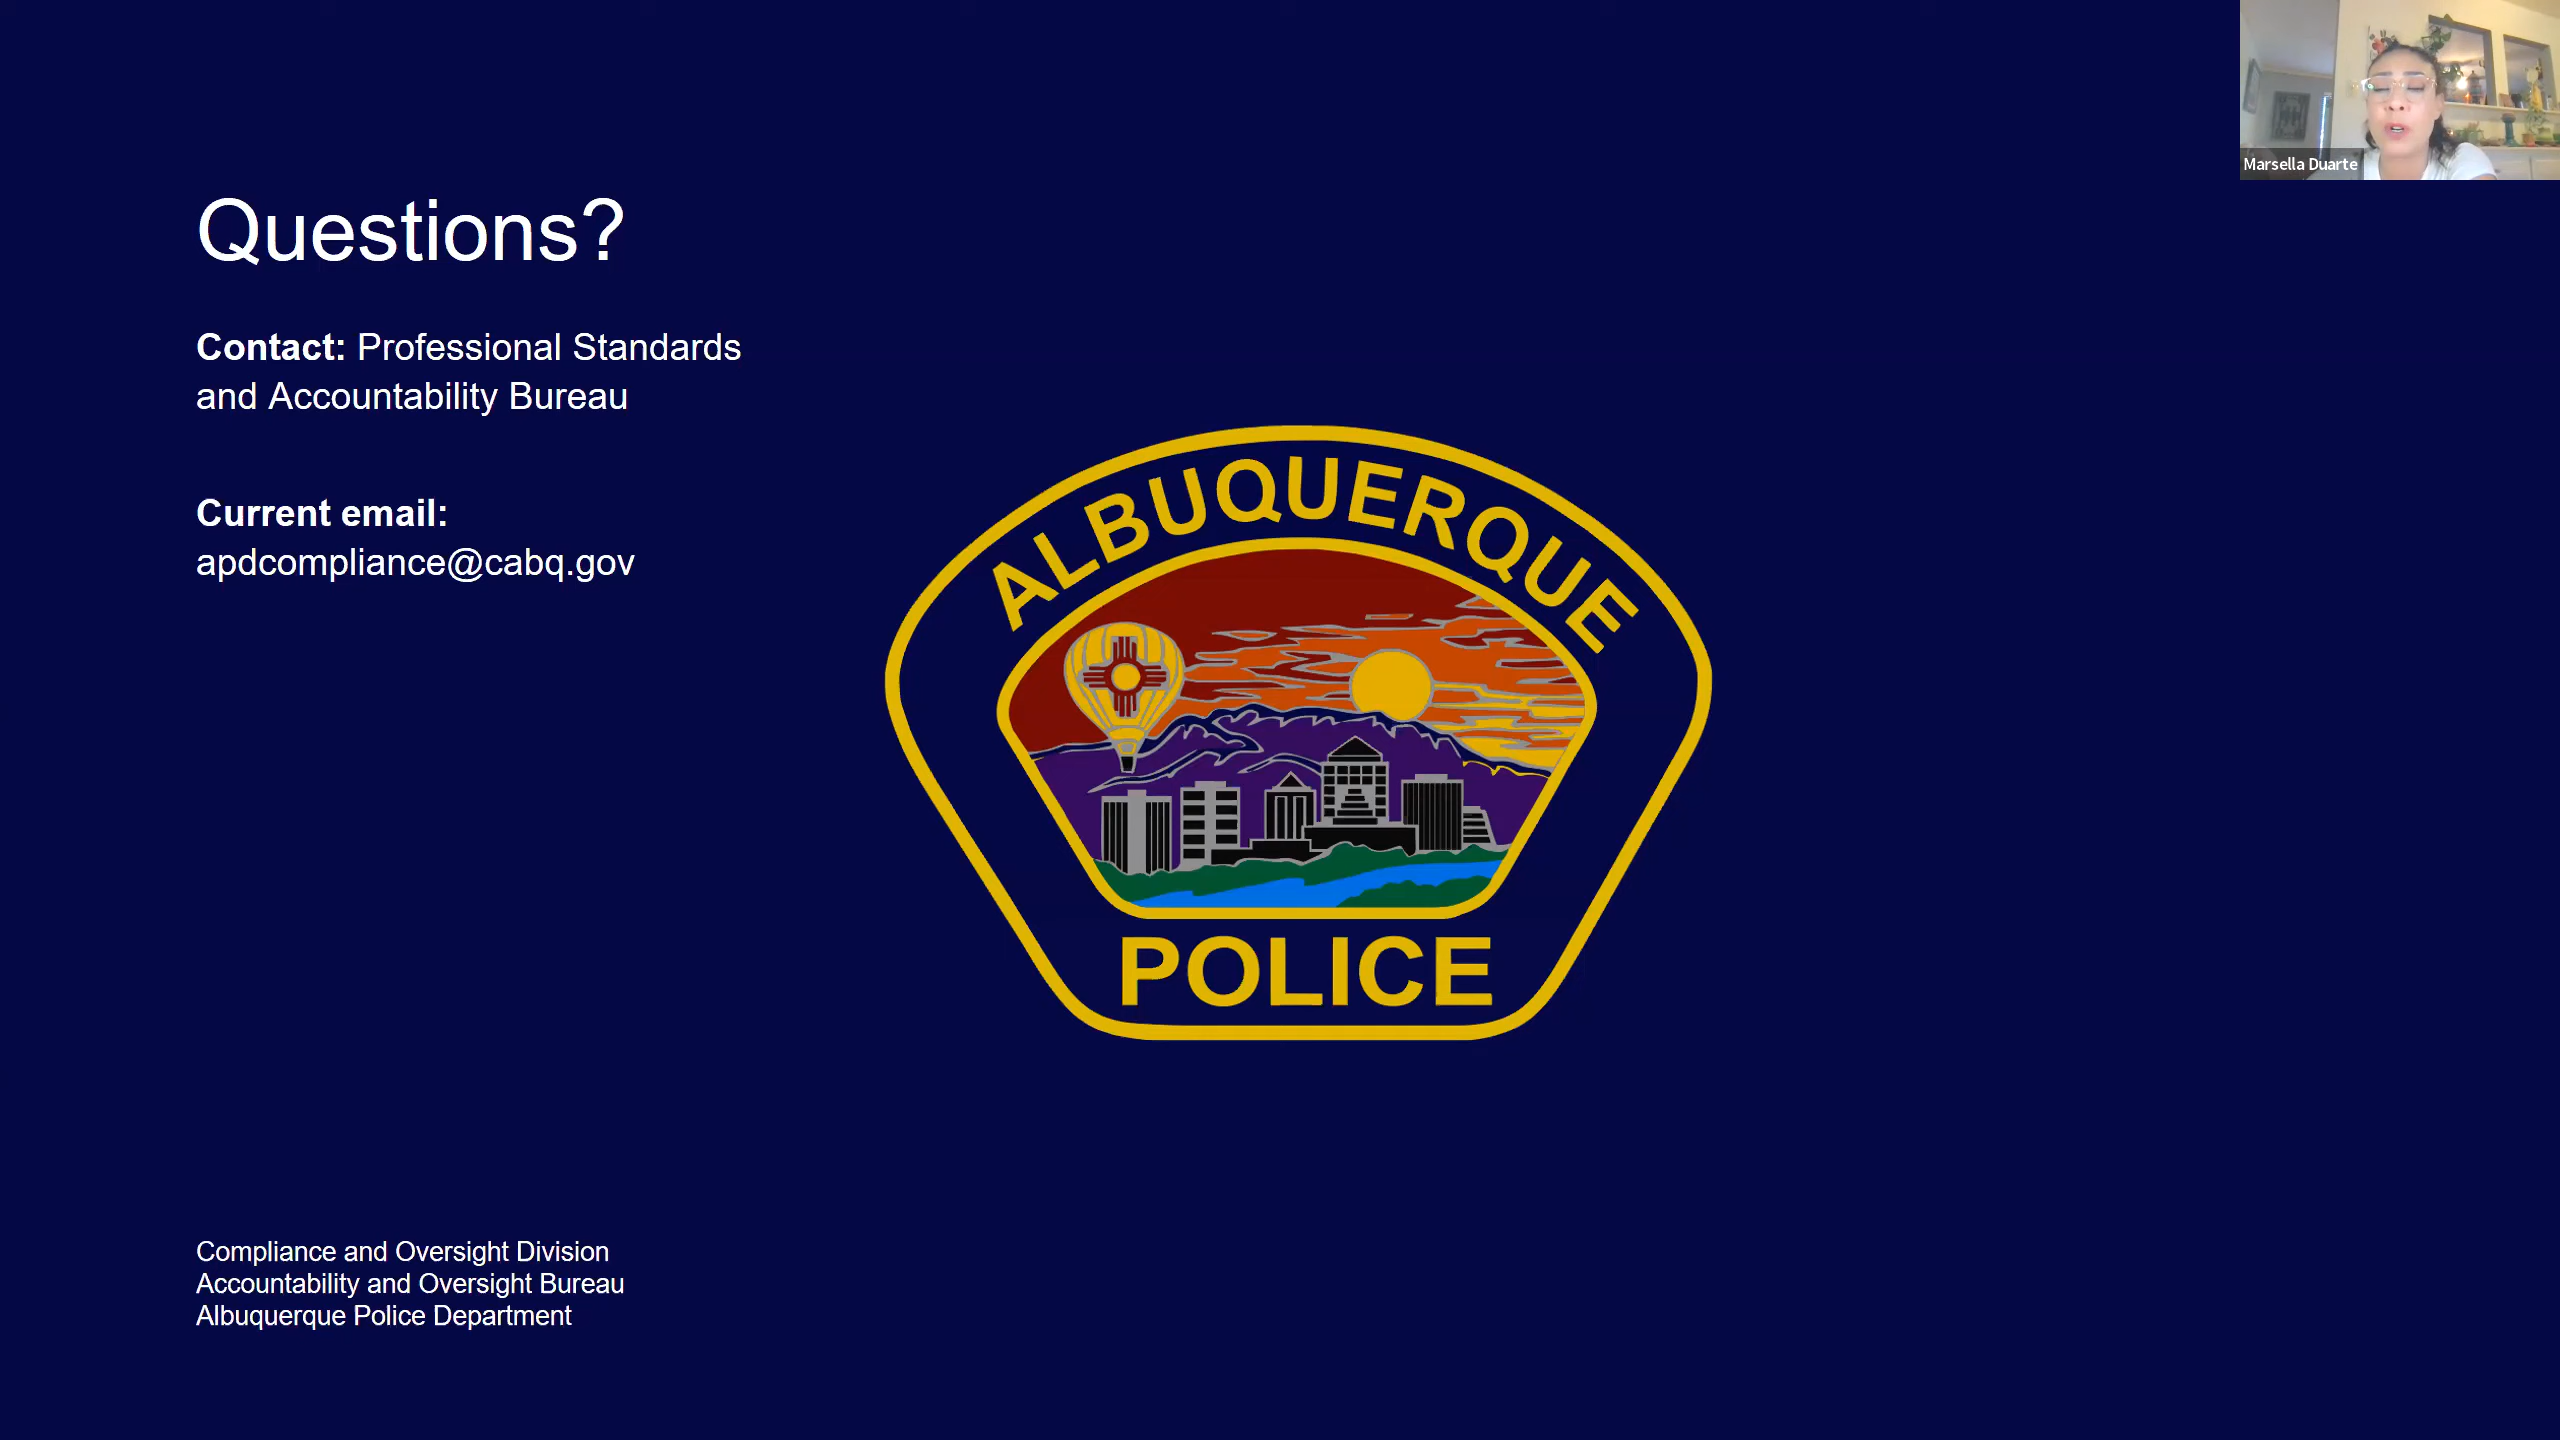 Marsella Duarte
Questions?
Contact: Professional Standards
and Accountability Bureau
Current email:
apdcompliance@cabq.gov
ALBUQUERQUE
POLICE
Compliance and Oversight Division
Accountability and Oversight Bureau
Albuquerque Police Department